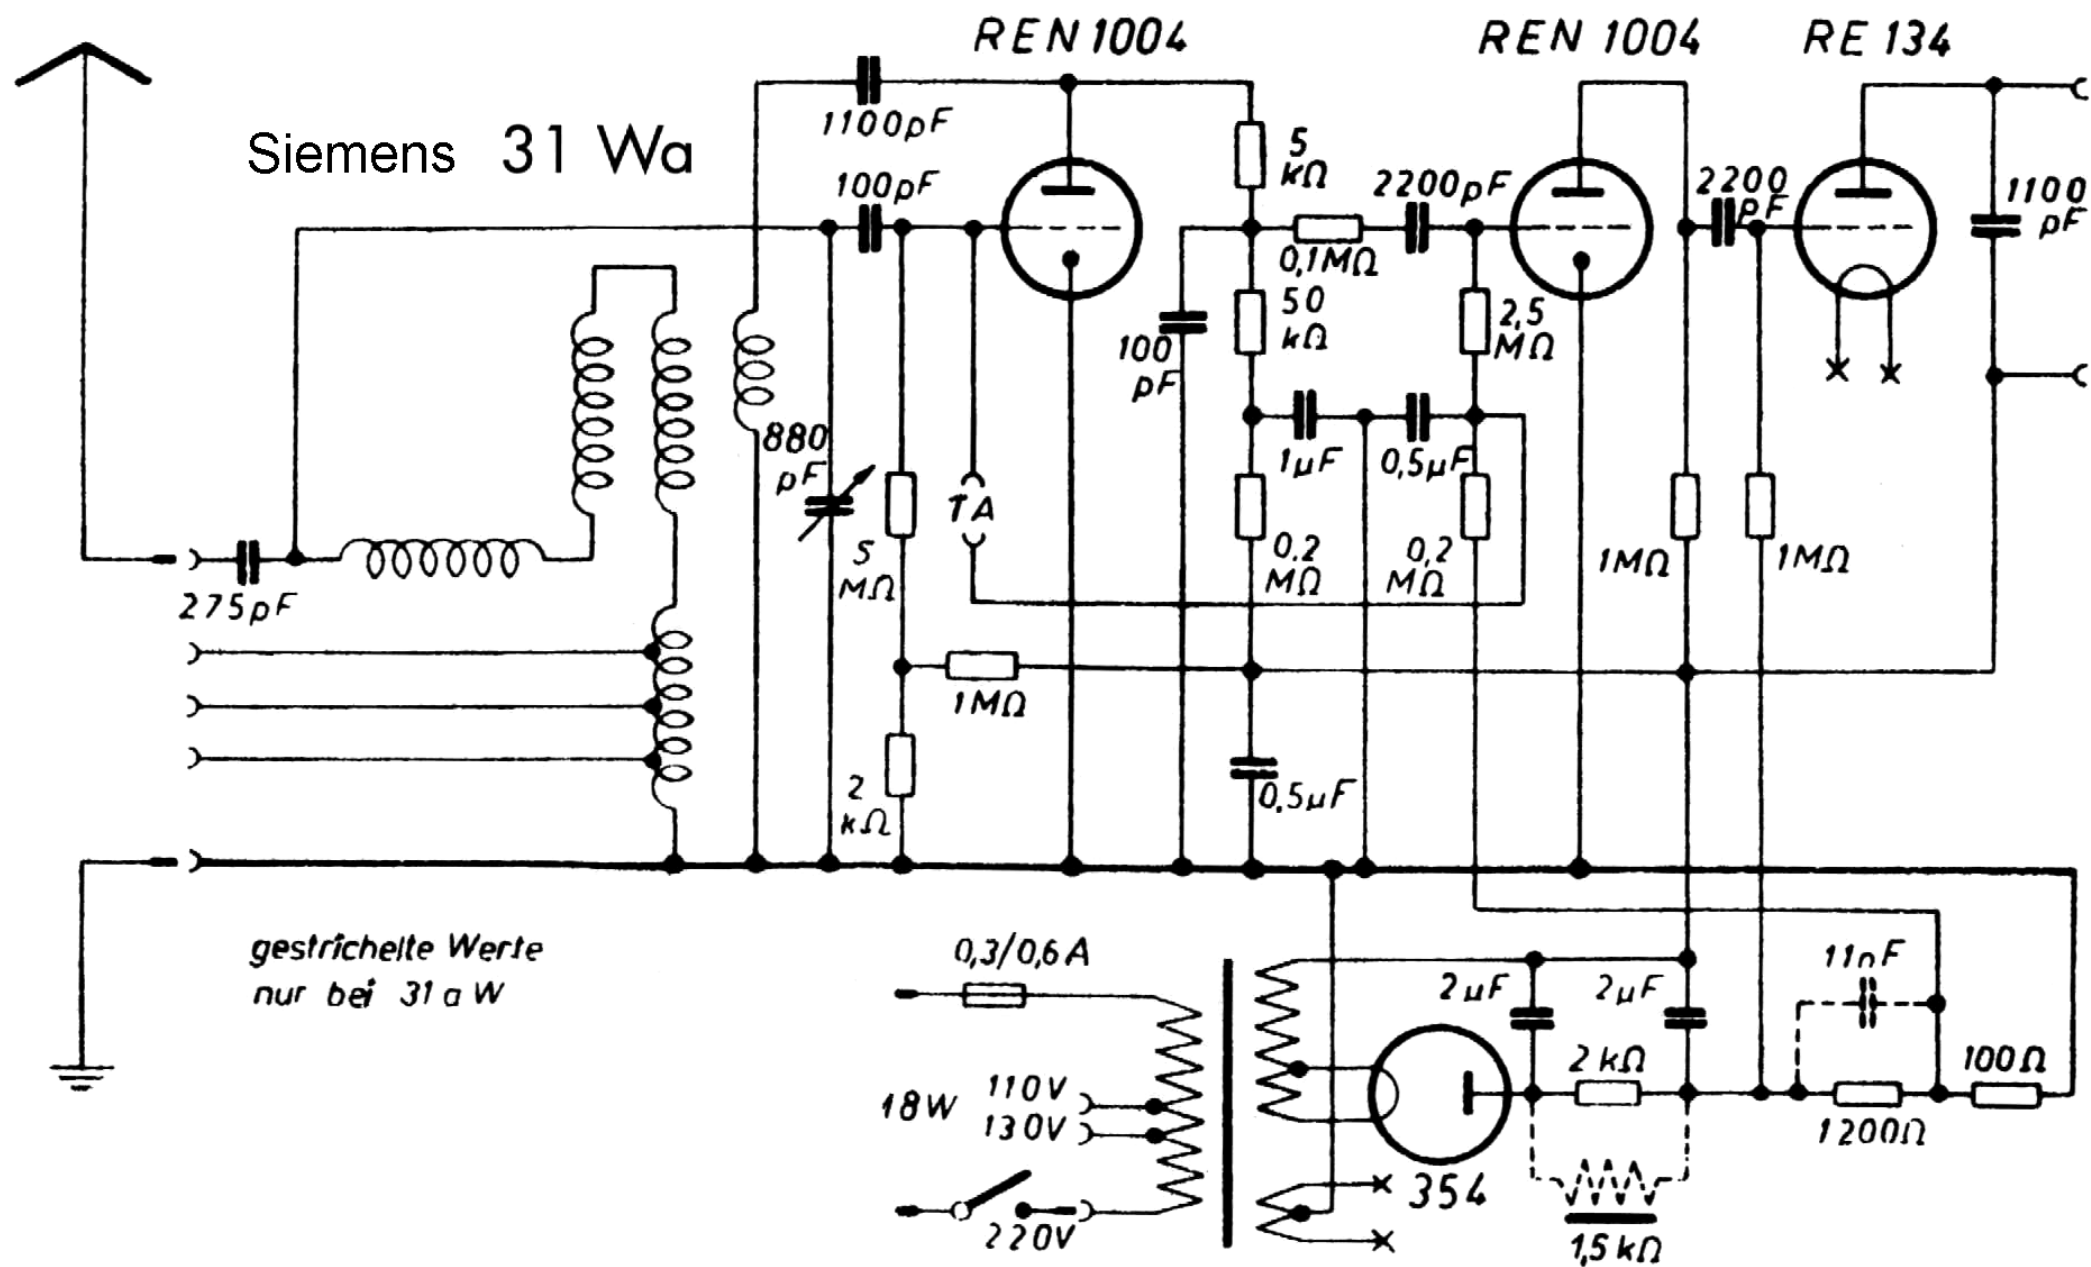 REN 1004
REN 1004
RE 134
Siemens 31 Wa
1100pF
100pF
5
kΩ
2200pF
2200
pF
1100
pF
0,1MΩ
50
kΩ
2,5
MΩ
100
pF
880
pF
1µF
0,5µF
TA
5
MΩ
0.2
MΩ
0,2
MΩ
1MΩ
1MΩ
275pF
1MΩ
2
kΩ
0,5µF
gestrichelte Werte
nur bei 31 a W
0,3/0,6 A
11nF
2µF
2µF
2 kΩ
100Ω
18W
110V
130V
1200Ω
354
220V
1,5 kΩ